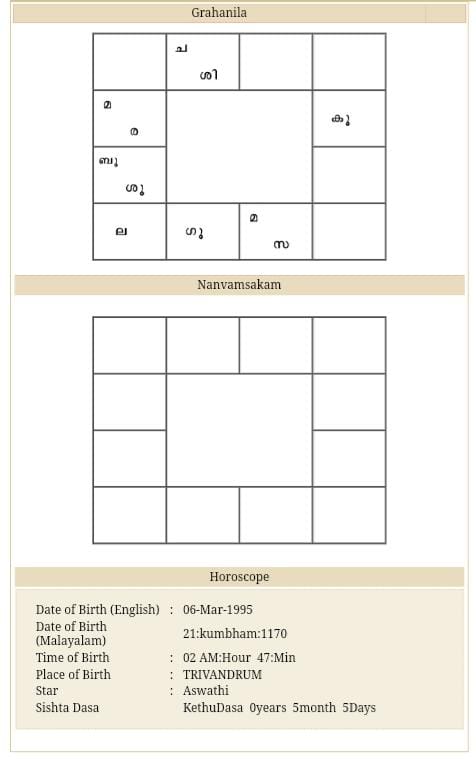 Grahanila
ച
ശി
മ
ര
കു
ബു
ശു
ല
ഗു
മ
സ
Nanvamsakam
Horoscope
Date of Birth (English) : 06-Mar-1995
Date of Birth (Malayalam) 21:kumbham:1170
Time of Birth : 02 AM:Hour 47:Min
Place of Birth : TRIVANDRUM
Star : Aswathi
Sishta Dasa KethuDasa 0years 5month 5Days